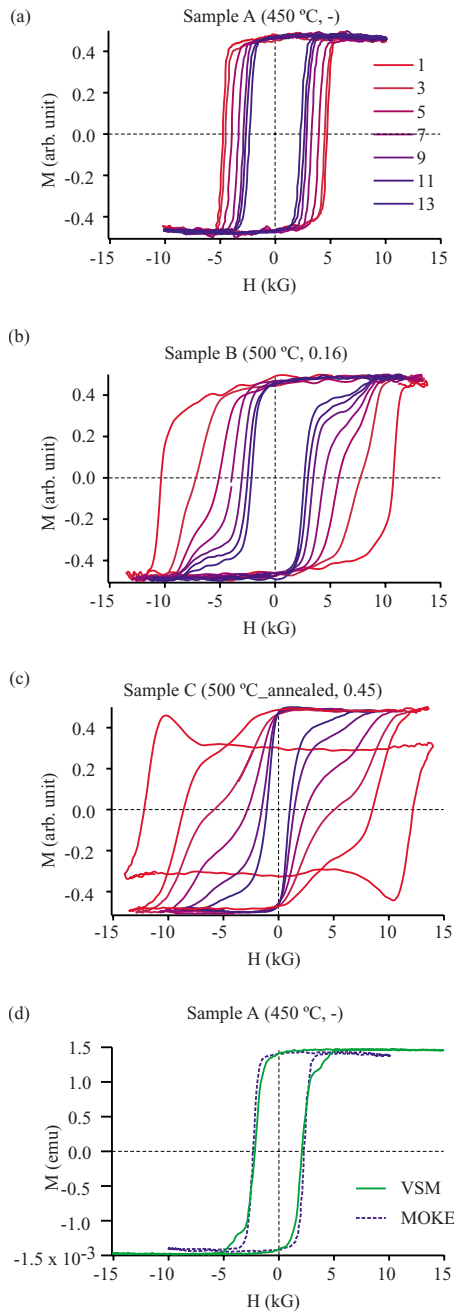 (a)
Sample A (450 ºC, -)
M (arb. unit)
0.4
0.2
0.0
-0.2
-0.4
1
3
5
7
9
11
13
-15 -10 -5 0 5 10 15
H (kG)
(b)
Sample B (500 ºC, 0.16)
M (arb. unit)
0.4
0.2
0.0
-0.2
-0.4
-15 -10 -5 0 5 10 15
H (kG)
(c)
Sample C (500 ºC_annealed, 0.45)
M (arb. unit)
0.4
0.2
0.0
-0.2
-0.4
-15 -10 -5 0 5 10 15
H (kG)
(d)
Sample A (450 ºC, -)
M (emu)
1.5
1.0
0.5
0.0
-0.5
-1.0
-1.5 x 10-3
VSM
MOKE
-15 -10 -5 0 5 10 15
H (kG)